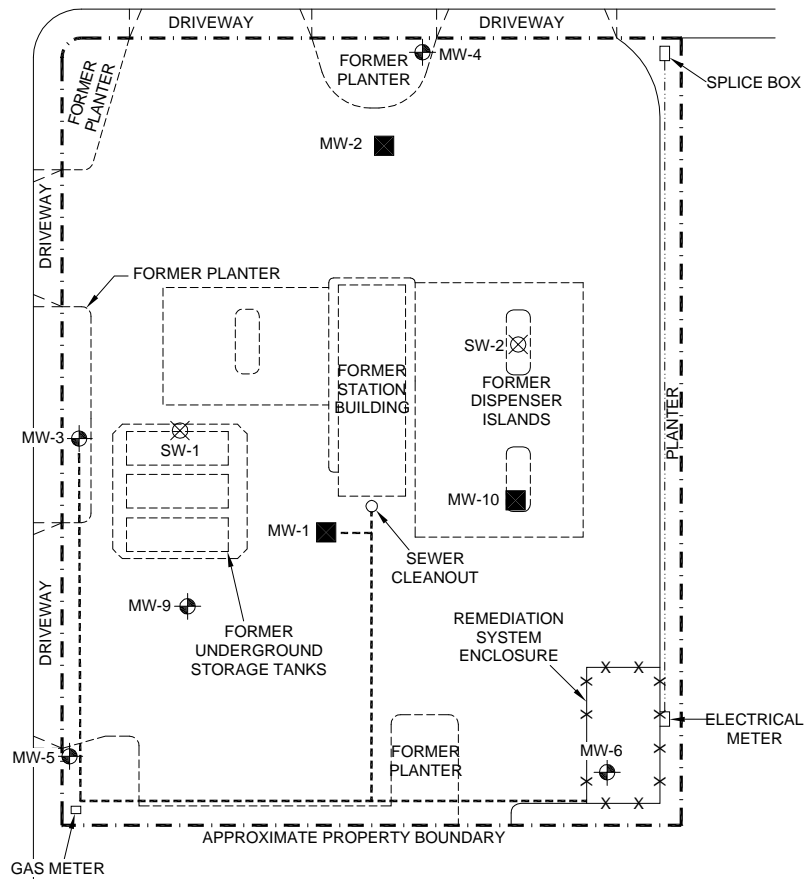 DRIVEWAY
DRIVEWAY
FORMER
PLANTER
MW-4
FORMER
PLANTER
SPLICE BOX
MW-2
DRIVEWAY
FORMER PLANTER
SW-2
FORMER
STATION
BUILDING
FORMER
DISPENSER
ISLANDS
PLANTER
MW-3
SW-1
MW-10
MW-1
SEWER
CLEANOUT
MW-9
DRIVEWAY
FORMER
UNDERGROUND
STORAGE TANKS
REMEDIATION
SYSTEM
ENCLOSURE
ELECTRICAL
METER
MW-5
FORMER
PLANTER
MW-6
APPROXIMATE PROPERTY BOUNDARY
GAS METER